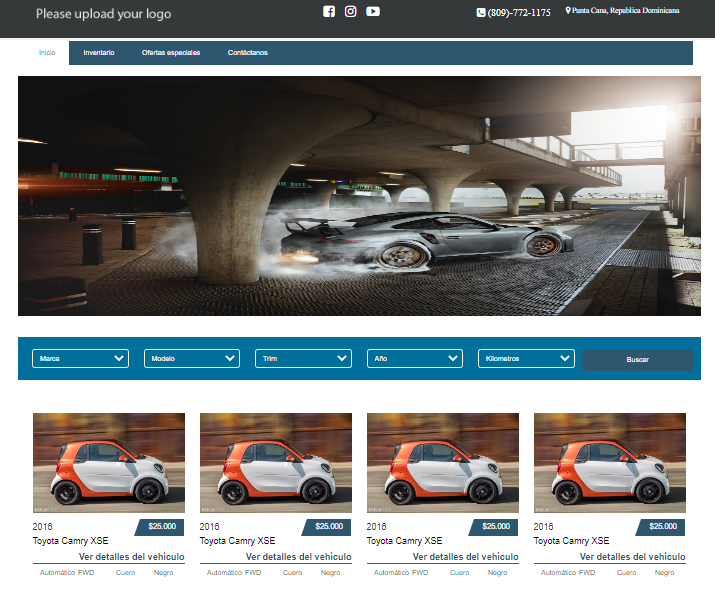 Please upload your logo
(809)-772-1175
Punta Cana, Republica Dominicana
Inicio Inventario Ofertas especiales Contáctanos
Marca Modelo Trim Año Kilometros Buscar
2016 $25.000 2016 $25.000 2016 $25.000 2016 $25.000
Toyota Camry XSE Toyota Camry XSE Toyota Camry XSE Toyota Camry XSE
Ver detalles del vehículo Ver detalles del vehículo Ver detalles del vehículo Ver detalles del vehículo
Automático FWD Cuero Negro Automático FWD Cuero Negro Automático FWD Cuero Negro Automático FWD Cuero Negro